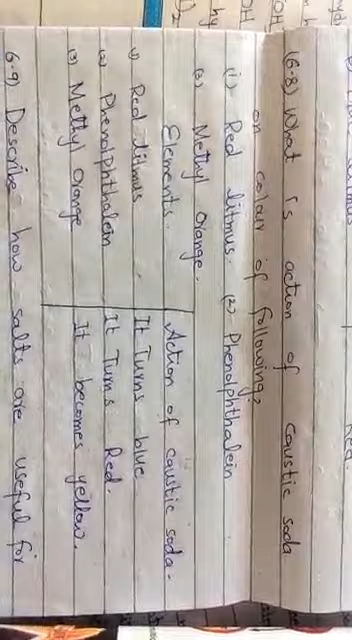 (6.8) What is action of caustic soda
on colour of following?
(1) Red litmus. (2) Phenolphthalein
(3) Methyl orange.
Elements. Action of caustic soda.
(1) Red litmus It Turns blue
(2) Phenolphthalein It Turns Red.
(3) Methyl orange It becomes yellow.
(6.9) Describe how salts are useful for